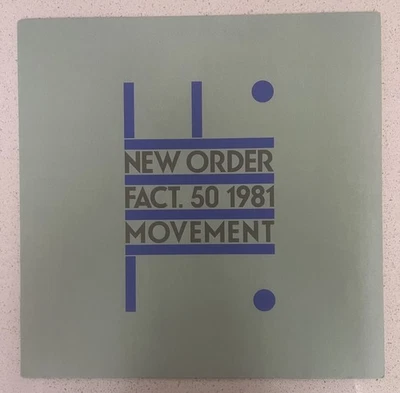 NEW ORDER
FACT. 50 1981
MOVEMENT